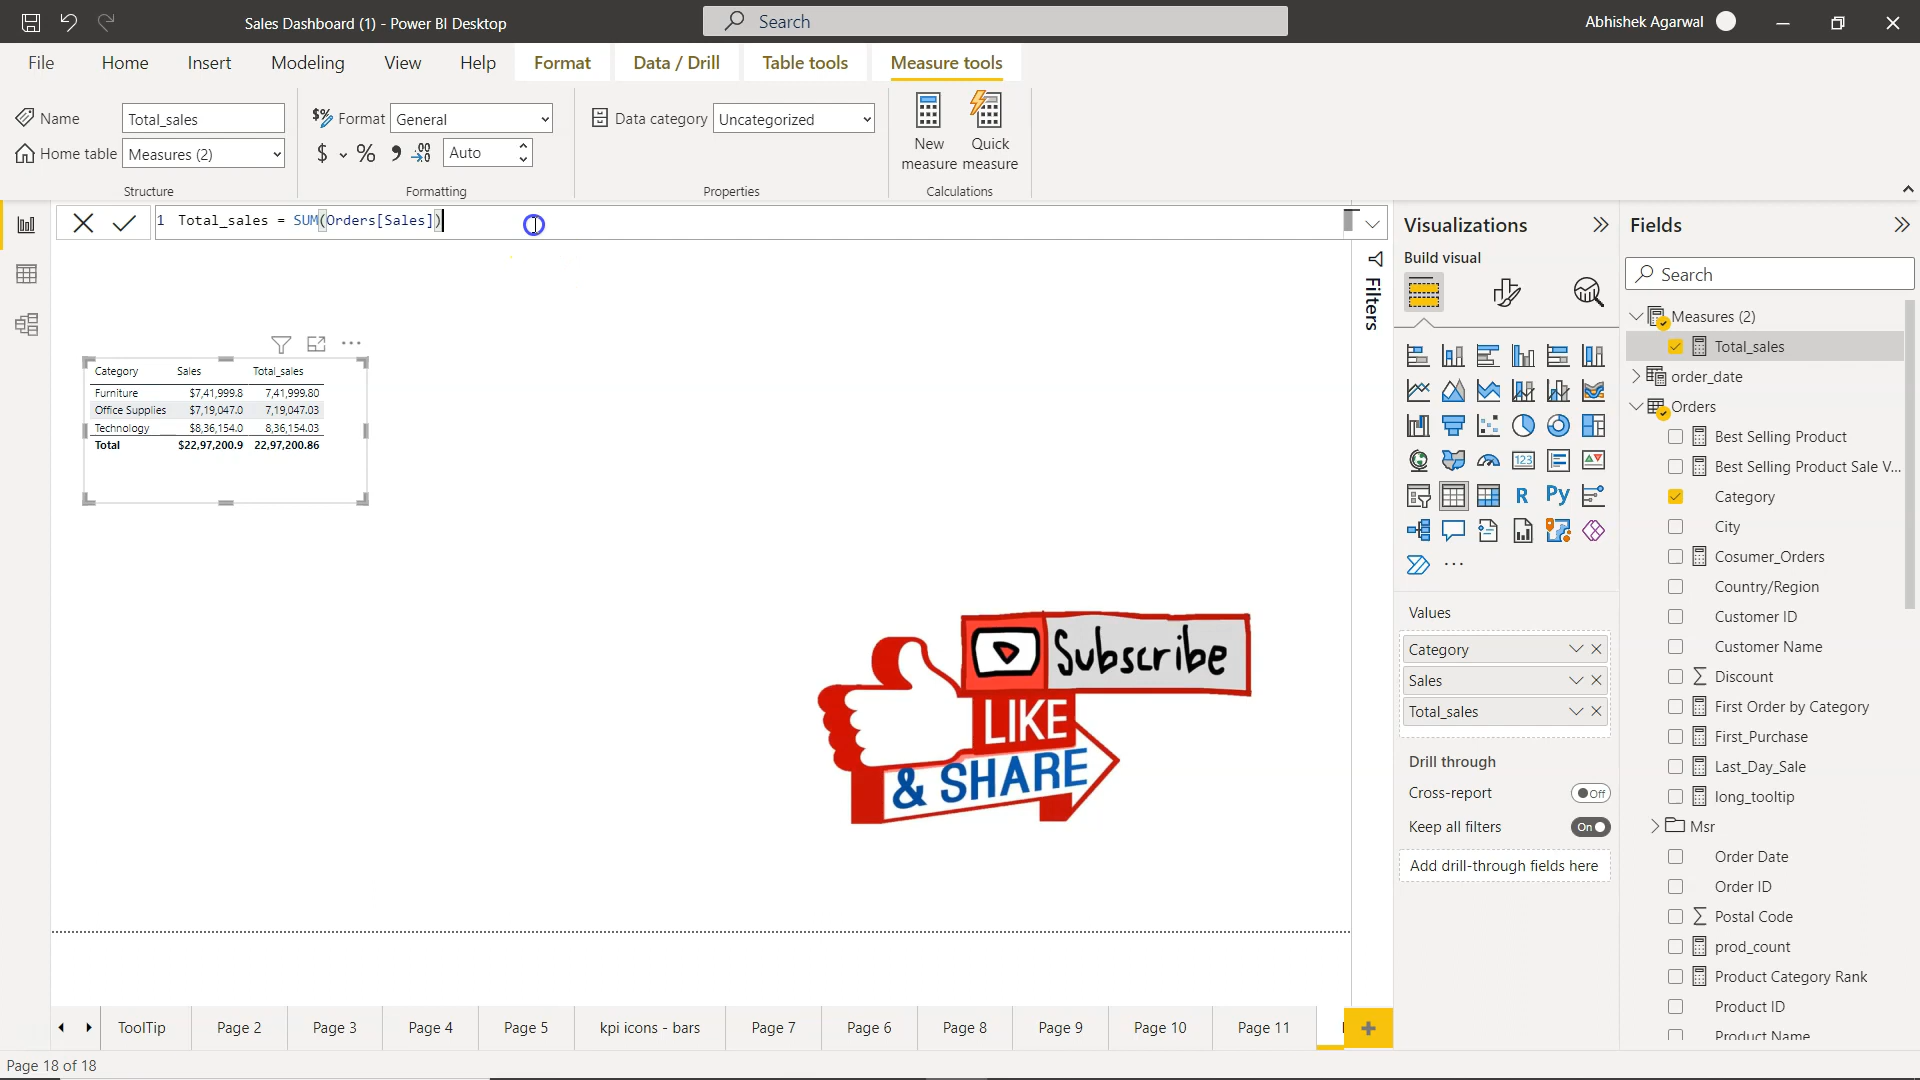 Sales Dashboard (1) - Power BI Desktop
Search
Abhishek Agarwal
File Home Insert Modeling View Help Format Data / Drill Table tools Measure tools
Name Total_sales
Home table Measures (2)
Structure
Format General
$ % 9 .00 Auto
Formatting
Data category Uncategorized
Properties
New measure
Quick measure
Calculations
1 Total_sales = SUM(Orders[Sales])
Category Sales Total_sales
Furniture $7,41,999.8 7,41,999.80
Office Supplies $7,19,047.0 7,19,047.03
Technology $8,36,154.0 8,36,154.03
Total $22,97,200.9 22,97,200.86
Subscribe
LIKE
& SHARE
Filters
Visualizations
Build visual
123
R
Py
Values
Category
Sales
Total_sales
Drill through
Cross-report Off
Keep all filters On
Add drill-through fields here
Fields
Search
Measures (2)
Total_sales
order_date
Orders
Best Selling Product
Best Selling Product Sale V...
Category
City
Cosumer_Orders
Country/Region
Customer ID
Customer Name
Discount
First Order by Category
First_Purchase
Last_Day_Sale
long_tooltip
Msr
Order Date
Order ID
Postal Code
prod_count
Product Category Rank
Product ID
Product Name
ToolTip Page 2 Page 3 Page 4 Page 5 kpi icons - bars Page 7 Page 6 Page 8 Page 9 Page 10 Page 11
Page 18 of 18